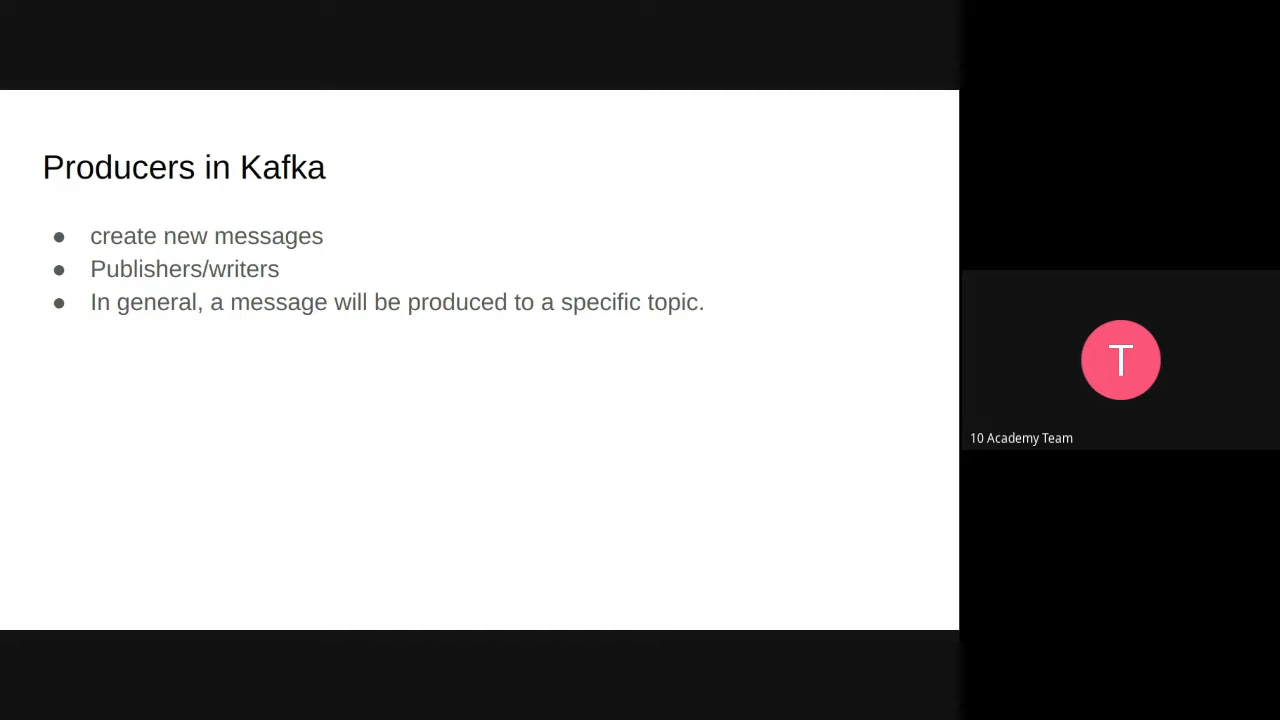 Producers in Kafka
● create new messages
● Publishers/writers
● In general, a message will be produced to a specific topic.
T
10 Academy Team